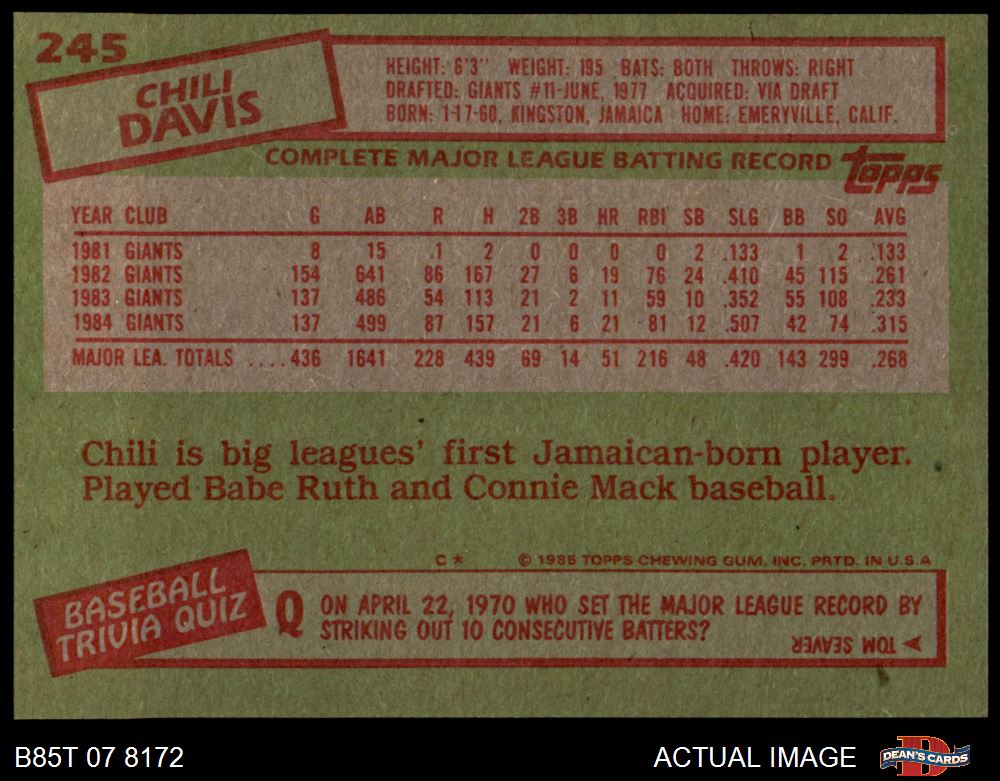 245
CHILI
DAVIS
HEIGHT: 6'3" WEIGHT: 195 BATS: BOTH THROWS: RIGHT
DRAFTED: GIANTS #11-JUNE, 1977 ACQUIRED: VIA DRAFT
BORN: 1-17-60, KINGSTON, JAMAICA HOME: EMERYVILLE, CALIF.
COMPLETE MAJOR LEAGUE BATTING RECORD topps
YEAR CLUB G AB R H 2B 3B HR RBI SB SLG BB SO AVG
1981 GIANTS 8 15 1 2 0 0 0 0 2 .133 1 2 .133
1982 GIANTS 154 641 86 167 27 6 19 76 24 .410 45 115 .261
1983 GIANTS 137 486 54 113 21 2 11 59 10 .352 55 108 .233
1984 GIANTS 137 499 87 157 21 6 21 81 12 .507 42 74 .315
MAJOR LEA. TOTALS ....436 1641 228 439 69 14 51 216 48 .420 143 299 .268
Chili is big leagues' first Jamaican-born player.
Played Babe Ruth and Connie Mack baseball.
C * © 1985 TOPPS CHEWING GUM, INC. PRTD. IN U.S.A
BASEBALL
TRIVIA QUIZ
Q ON APRIL 22, 1970 WHO SET THE MAJOR LEAGUE RECORD BY
STRIKING OUT 10 CONSECUTIVE BATTERS?
TOM SEAVER
B85T 07 8172 ACTUAL IMAGE D DEAN'S CARDS